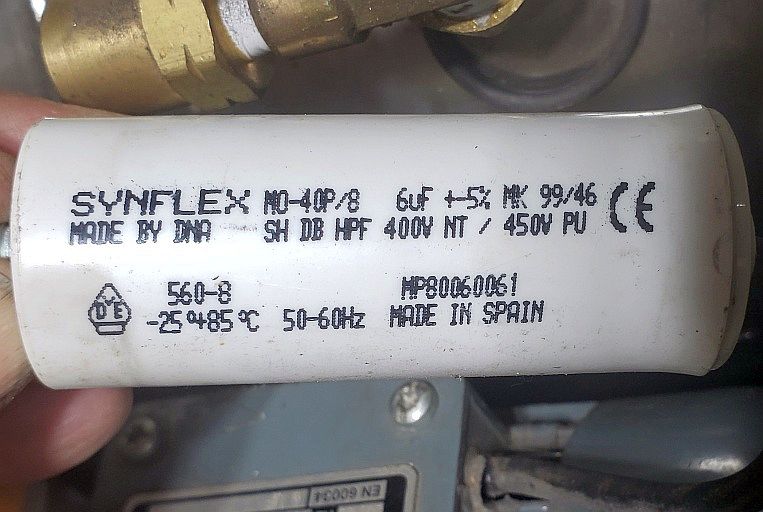 SYNFLEX MO-40P/8 6uF +-5% MK 99/46 CE
MADE BY DNA SH DB HPF 400V NT / 450V PU
DVE 560-8 MP80060061
-25°+85°C 50-60Hz MADE IN SPAIN
EN 60034